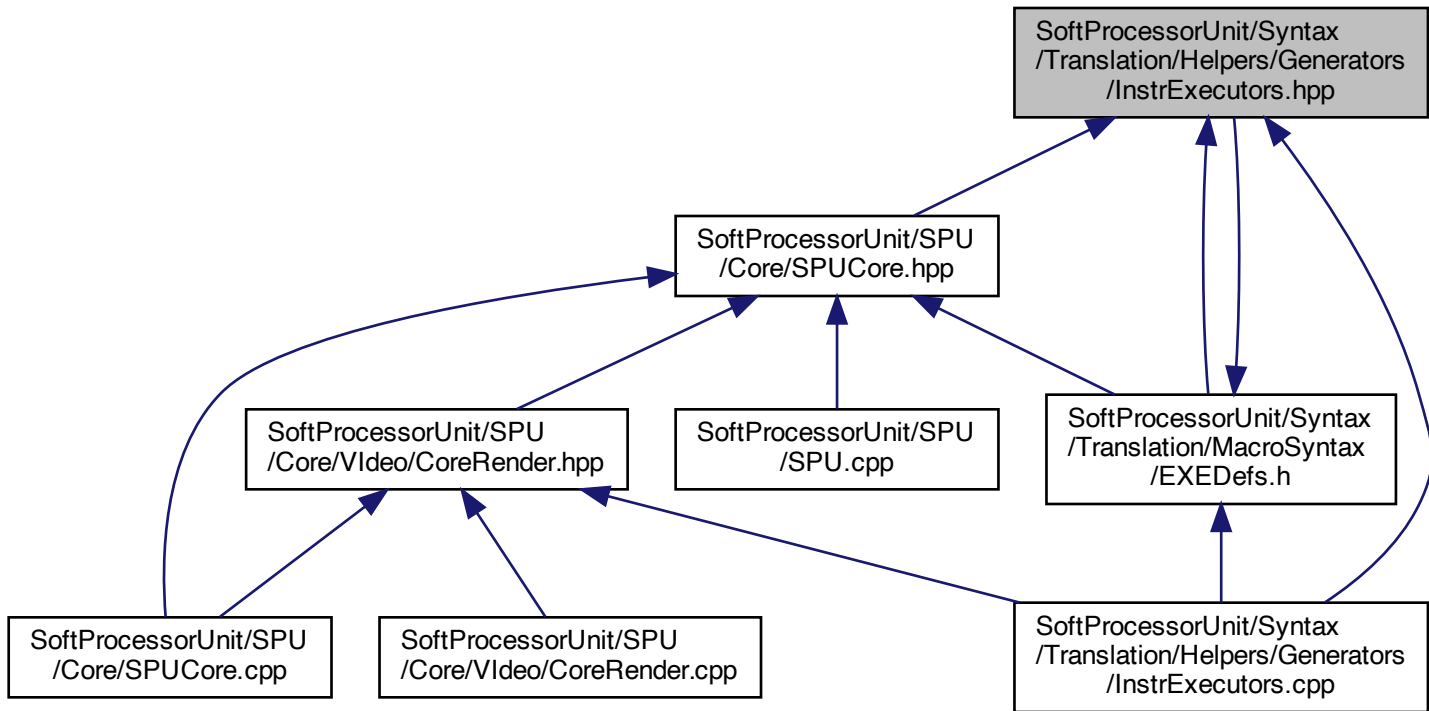 SoftProcessorUnit/Syntax
/Translation/Helpers/Generators
/InstrExecutors.hpp
SoftProcessorUnit/SPU
/Core/SPUCore.hpp
SoftProcessorUnit/SPU
/Core/VIdeo/CoreRender.hpp
SoftProcessorUnit/SPU
/SPU.cpp
SoftProcessorUnit/Syntax
/Translation/MacroSyntax
/EXEDefs.h
SoftProcessorUnit/SPU
/Core/SPUCore.cpp
SoftProcessorUnit/SPU
/Core/VIdeo/CoreRender.cpp
SoftProcessorUnit/Syntax
/Translation/Helpers/Generators
/InstrExecutors.cpp